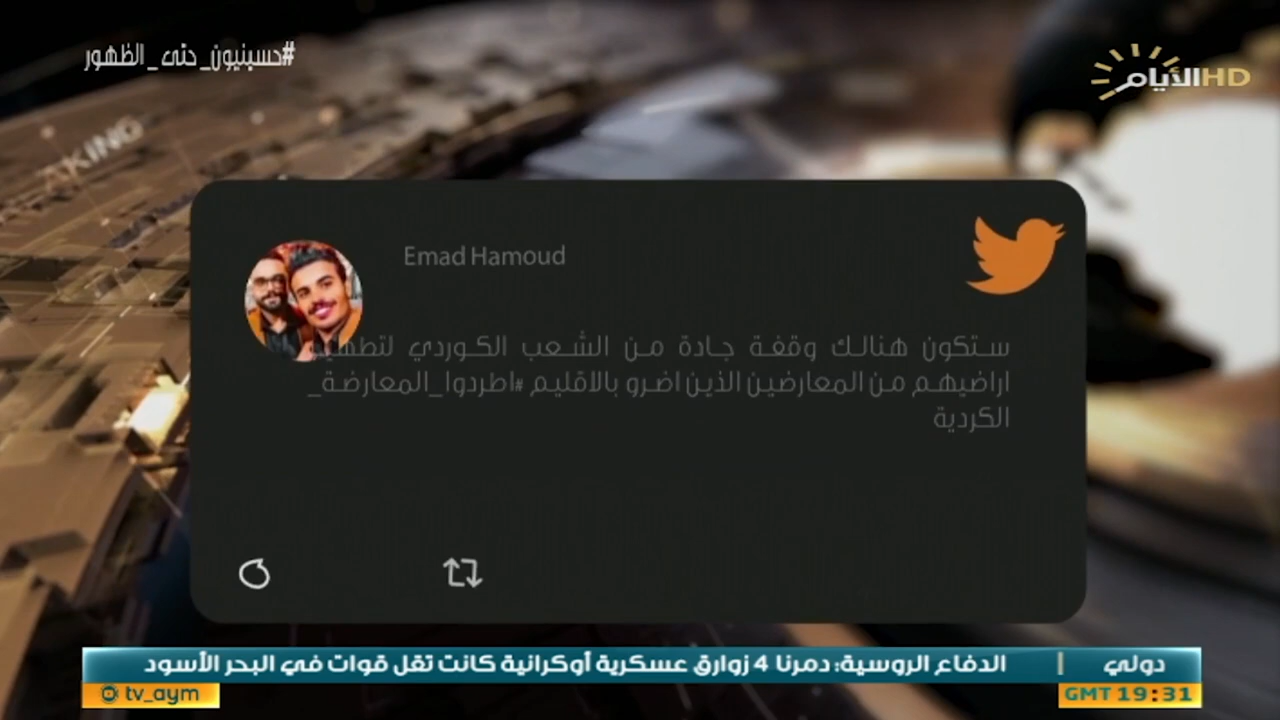 #حسينيون_حتى_الظهور
الأيام HD
KING
Emad Hamoud
ستكون هنالك وقفة جادة من الشعب الكوردي
اراضيهم من المعارضين الذين اضرو بالاقليم #اطردوا_المعارضة_
الكردية
دولي | الدفاع الروسية: دمرنا 4 زوارق عسكرية أوكرانية كانت تقل قوات في البحر الأسود
tv_aym
GMT 19:31